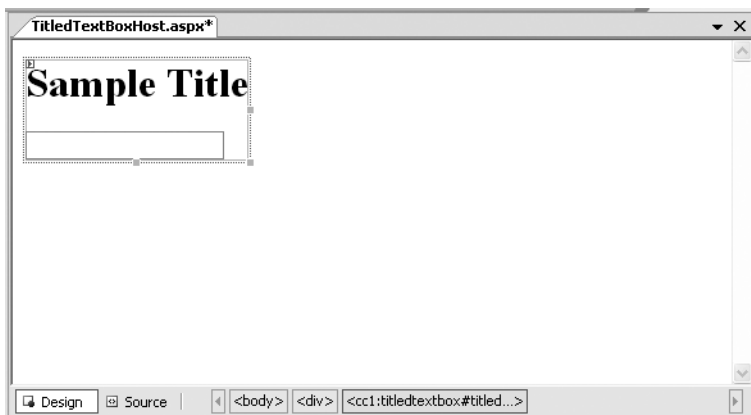 TitledTextBoxHost.aspx*
Sample Title
Design Source <body> <div> <cc1:titledtextbox#titled...>